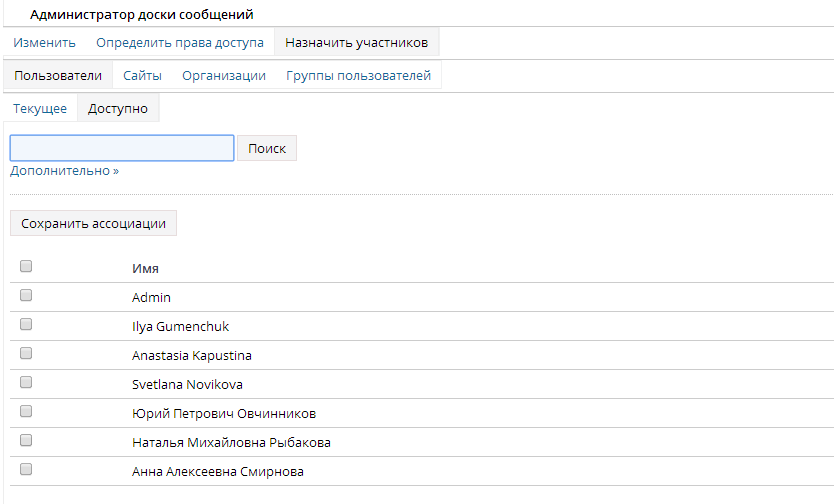 Администратор доски сообщений
Изменить Определить права доступа Назначить участников
Пользователи Сайты Организации Группы пользователей
Текущее Доступно
Поиск
Дополнительно »
Сохранить ассоциации
Имя
Admin
Ilya Gumenchuk
Anastasia Kapustina
Svetlana Novikova
Юрий Петрович Овчинников
Наталья Михайловна Рыбакова
Анна Алексеевна Смирнова